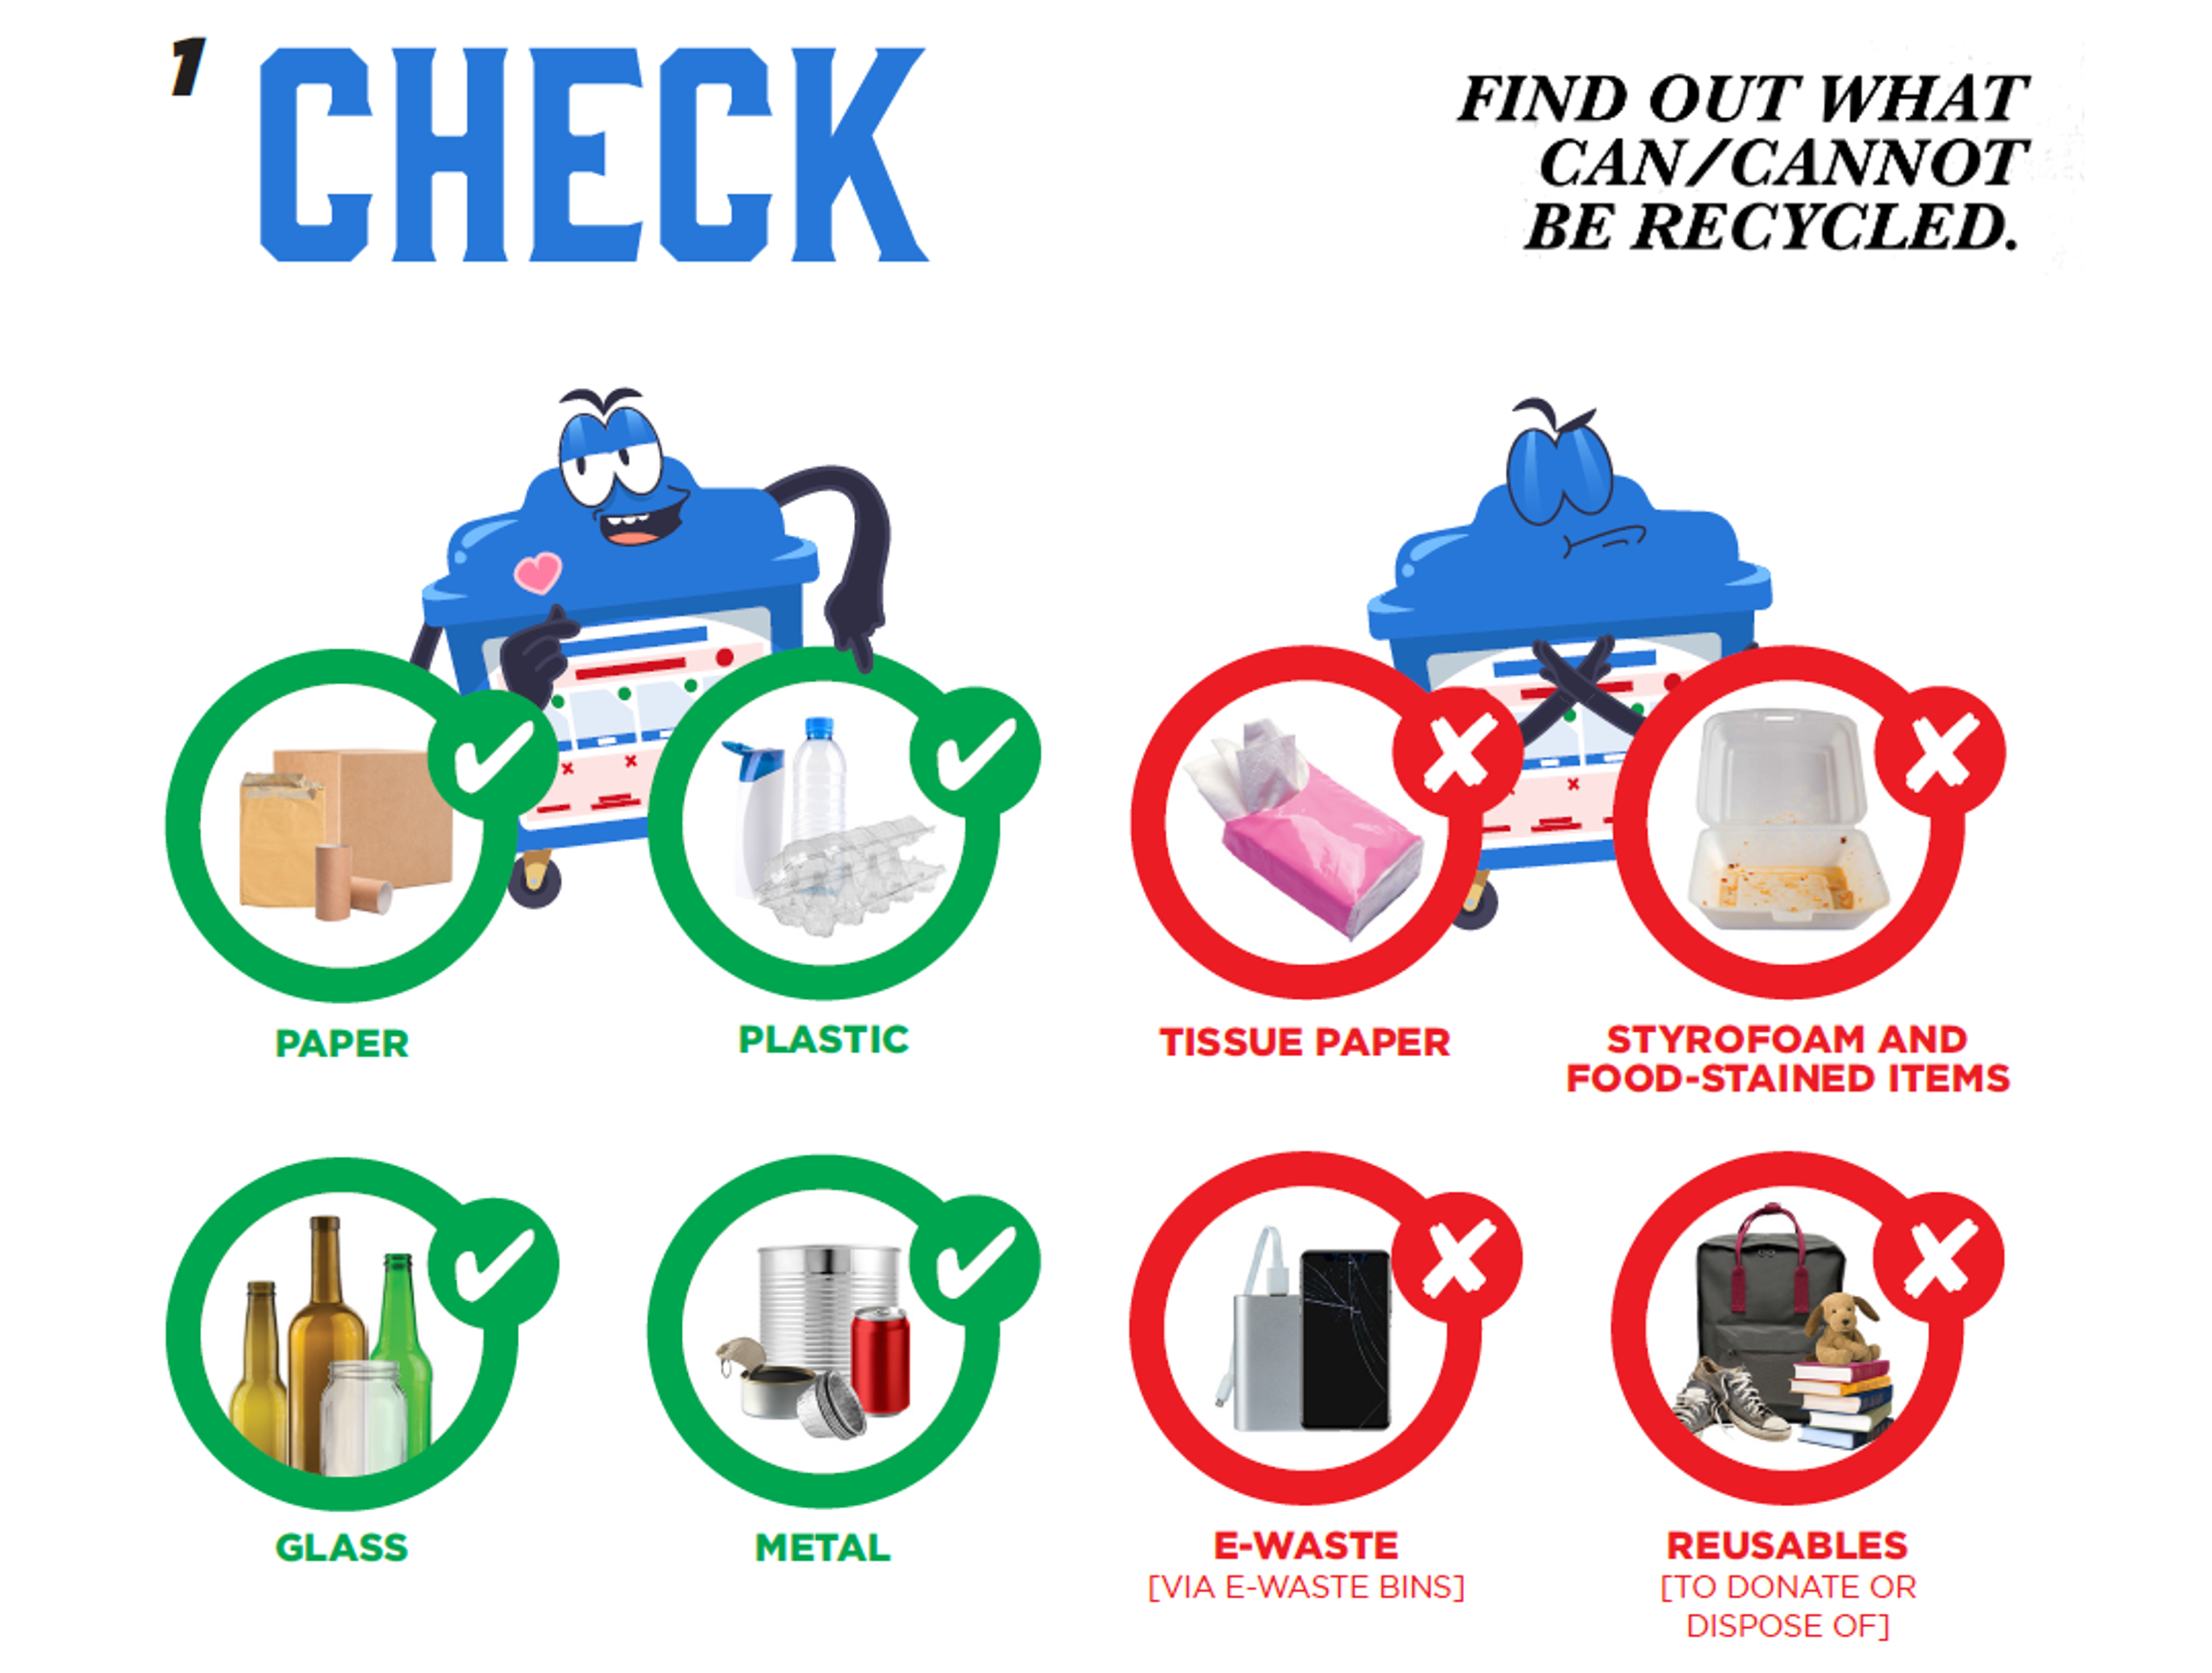 1 CHECK
FIND OUT WHAT
CAN/CANNOT
BE RECYCLED.
PAPER
PLASTIC
TISSUE PAPER
STYROFOAM AND
FOOD-STAINED ITEMS
GLASS
METAL
E-WASTE
[VIA E-WASTE BINS]
REUSABLES
[TO DONATE OR
DISPOSE OF]